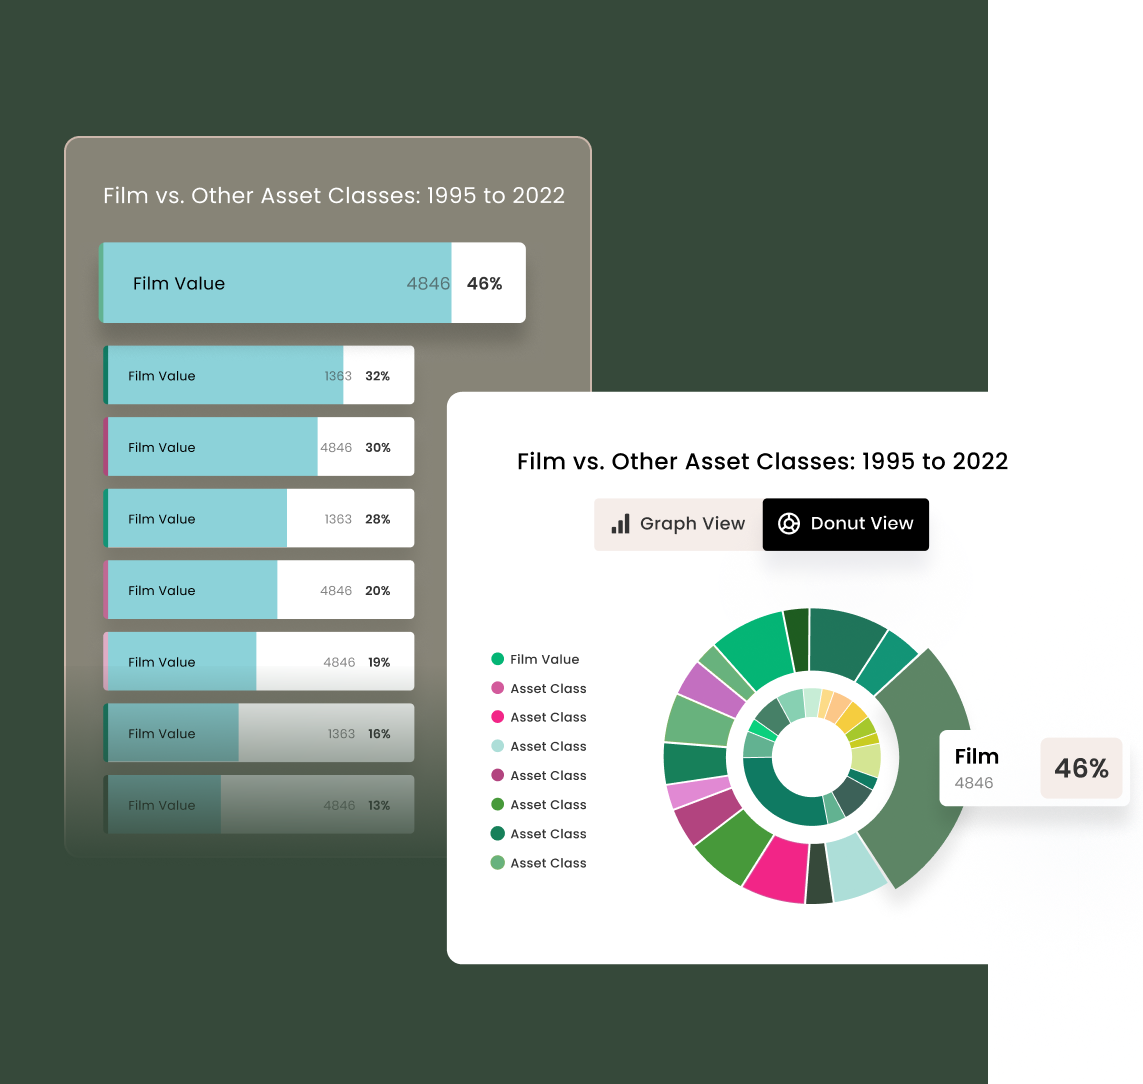 Film vs. Other Asset Classes: 1995 to 2022
Film Value 4846 46%
Film Value 1363 32%
Film Value 4846 30%
Film Value 1363 28%
Film Value 4846 20%
Film Value 4846 19%
Film Value 1363 16%
Film Value 4846 13%
Film vs. Other Asset Classes: 1995 to 2022
Graph View Donut View
Film Value
Asset Class
Asset Class
Asset Class
Asset Class
Asset Class
Asset Class
Asset Class
Film
4846
46%